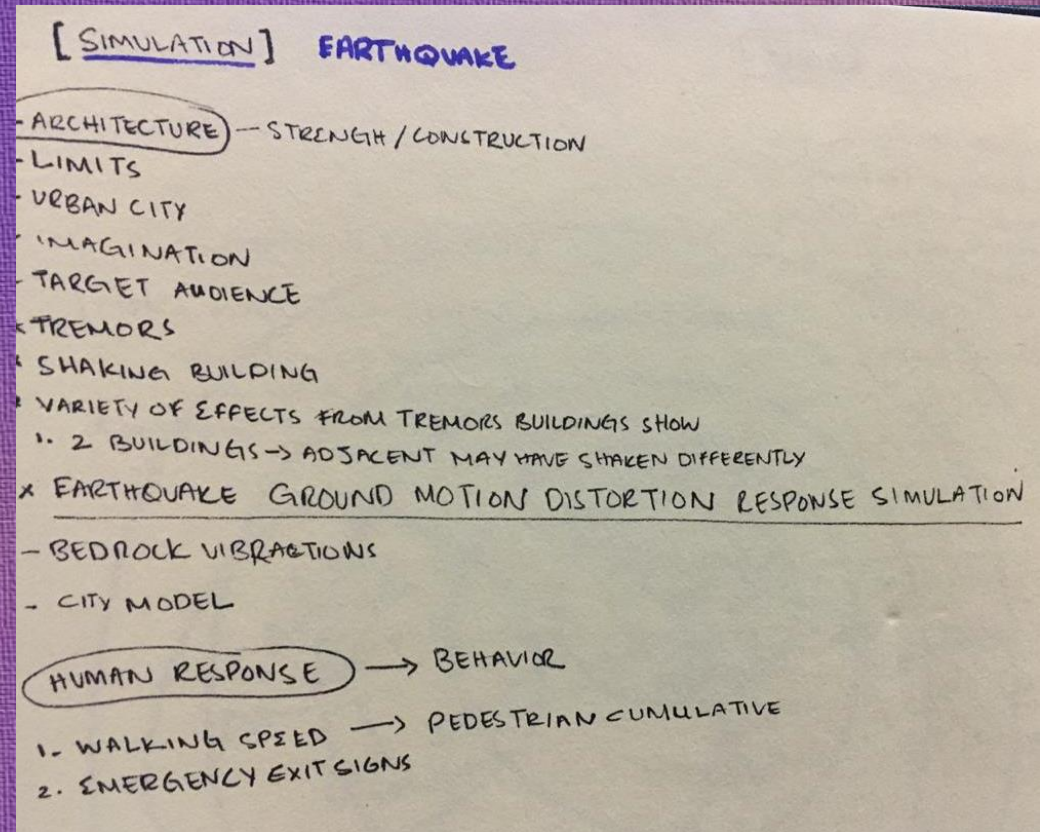 [SIMULATION] EARTHQUAKE
- ARCHITECTURE - STRENGH / CONSTRUCTION
- LIMITS
- URBAN CITY
- IMAGINATION
- TARGET AUDIENCE
x TREMORS
* SHAKING BUILDING
* VARIETY OF EFFECTS FROM TREMORS BUILDINGS SHOW
1. 2 BUILDINGS → ADJACENT MAY HAVE SHAKEN DIFFERENTLY
x EARTHQUAKE GROUND MOTION DISTORTION RESPONSE SIMULATION
- BEDROCK VIBRACTIONS
- CITY MODEL
HUMAN RESPONSE → BEHAVIOR
1. WALKING SPEED → PEDESTRIAN CUMULATIVE
2. EMERGENCY EXIT SIGNS